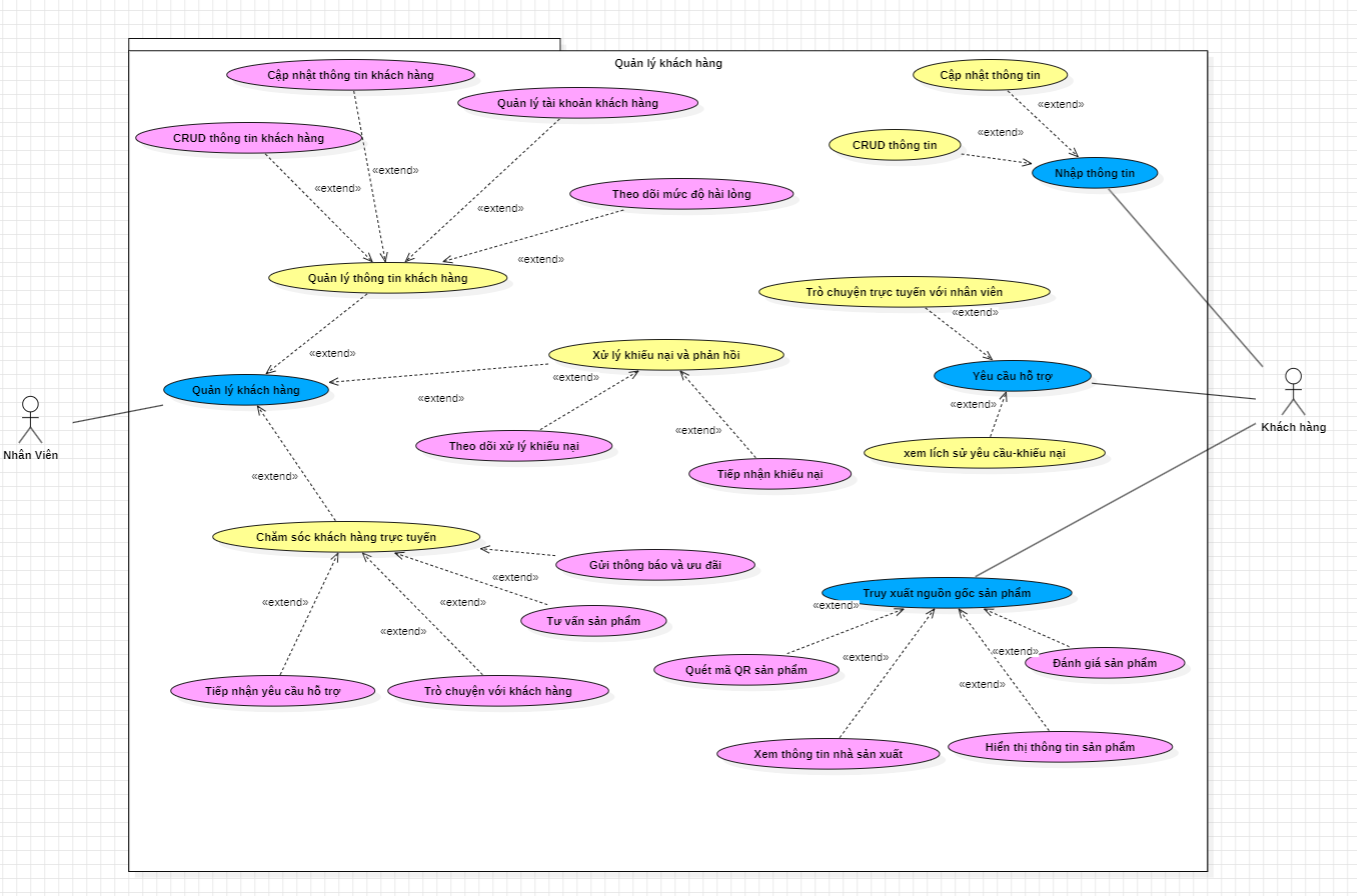 Quản lý khách hàng
Cập nhật thông tin khách hàng
Cập nhật thông tin
Quản lý tài khoản khách hàng
«extend»
CRUD thông tin khách hàng
«extend»
CRUD thông tin
«extend»
Nhập thông tin
«extend»
Theo dõi mức độ hài lòng
«extend»
«extend»
Quản lý thông tin khách hàng
Trò chuyện trực tuyến với nhân viên
«extend»
«extend»
Xử lý khiếu nại và phản hồi
«extend»
Yêu cầu hỗ trợ
Quản lý khách hàng
«extend»
«extend»
Khách hàng
«extend»
Theo dõi xử lý khiếu nại
Nhân Viên
xem lích sử yêu cầu-khiếu nại
Tiếp nhận khiếu nại
«extend»
Chăm sóc khách hàng trực tuyến
Gửi thông báo và ưu đãi
«extend»
Truy xuất nguồn gốc sản phẩm
«extend»
«extend»
«extend»
Tư vấn sản phẩm
«extend»
«extend»
«extend»
Đánh giá sản phẩm
Quét mã QR sản phẩm
«extend»
Tiếp nhận yêu cầu hỗ trợ
Trò chuyện với khách hàng
Xem thông tin nhà sản xuất
Hiển thị thông tin sản phẩm